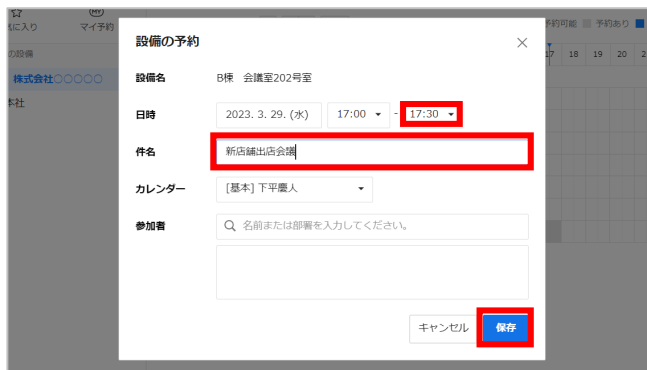 に入り
MY
マイ予約
予約可能 予約あり
の設備
17 18 19 20 2
株式会社〇〇〇〇〇
本社
設備の予約
設備名 B棟 会議室202号室
日時 2023. 3. 29. (水) 17:00 - 17:30
件名 新店舗出店会議
カレンダー [基本] 下平慶人
参加者 名前または部署を入力してください。
キャンセル 保存